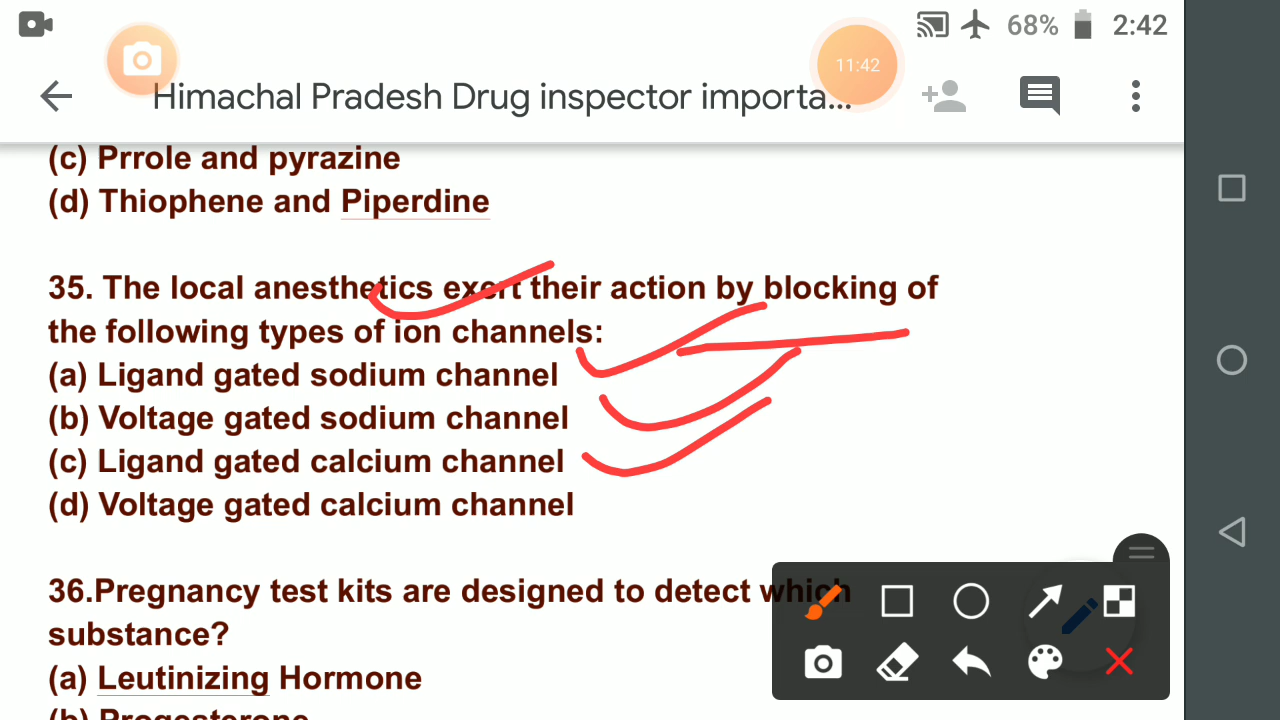 68% 2:42
11:42
Himachal Pradesh Drug inspector importa...
(c) Prrole and pyrazine
(d) Thiophene and Piperdine
35. The local anesthetics exert their action by blocking of
the following types of ion channels:
(a) Ligand gated sodium channel
(b) Voltage gated sodium channel
(c) Ligand gated calcium channel
(d) Voltage gated calcium channel
36.Pregnancy test kits are designed to detect which
substance?
(a) Leutinizing Hormone
(b) Progesterone